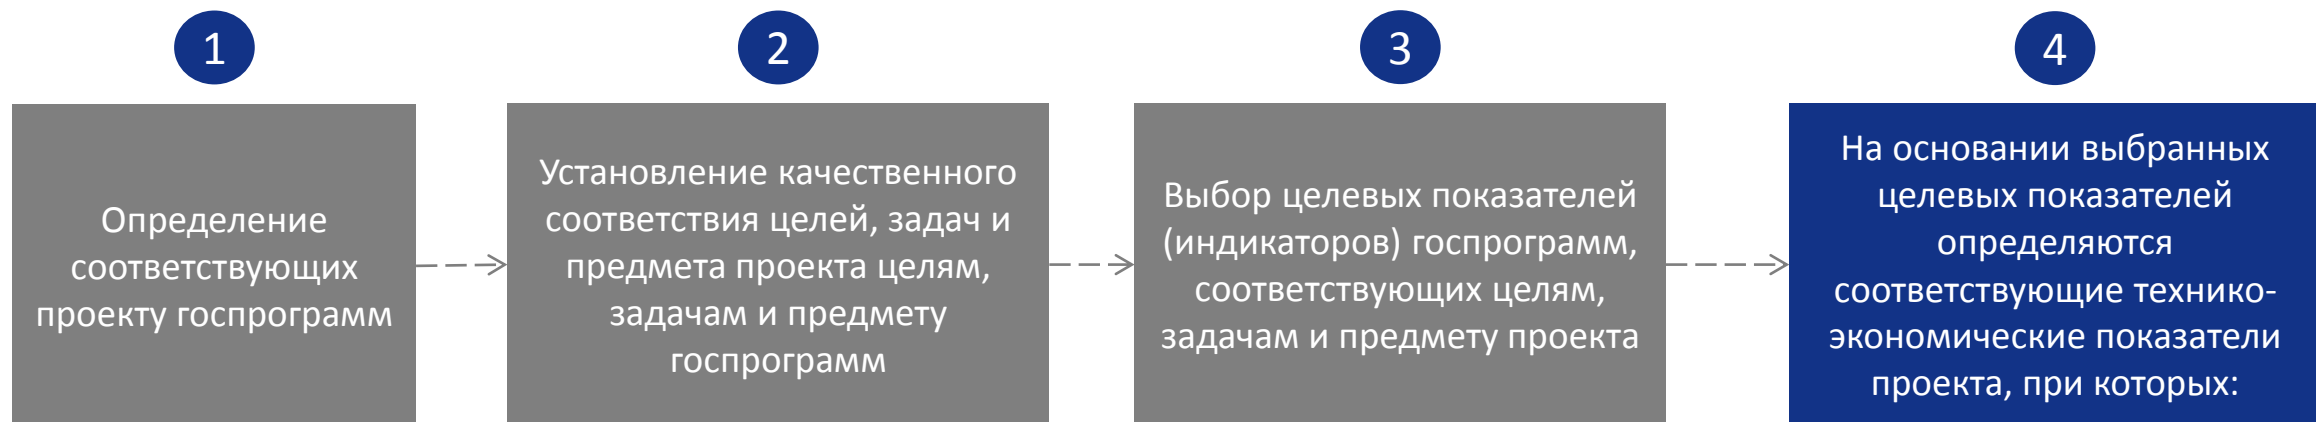 1
Определение
соответствующих
проекту госпрограмм
2
Установление качественного
соответствия целей, задач и
предмета проекта целям,
задачам и предмету
госпрограмм
3
Выбор целевых показателей
(индикаторов) госпрограмм,
соответствующих целям,
задачам и предмету проекта
4
На основании выбранных
целевых показателей
определяются
соответствующие технико-
экономические показатели
проекта, при которых: